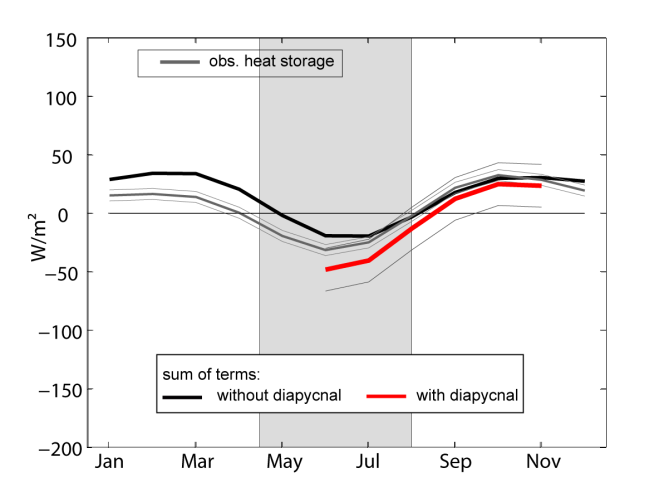 150
obs. heat storage
100
50
0
W/m²
−50
−100
sum of terms:
without diapycnal with diapycnal
−150
−200
Jan Mar May Jul Sep Nov